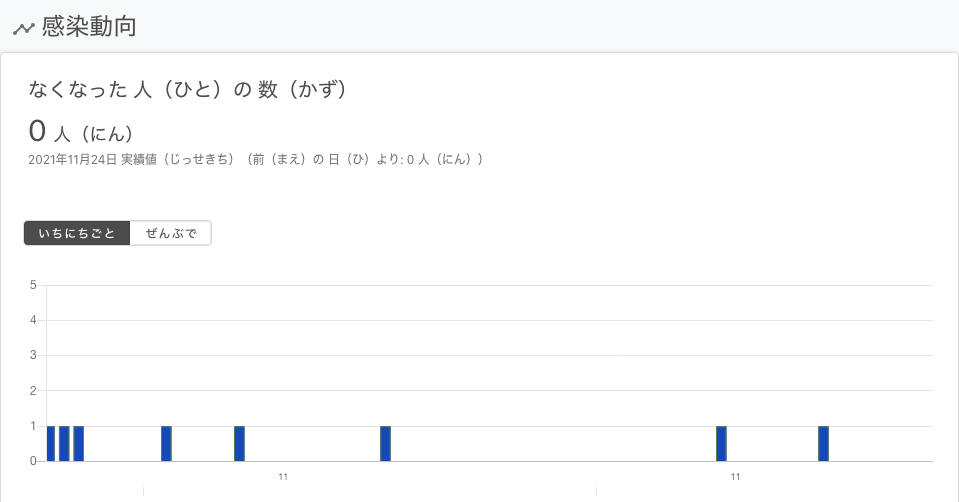 感染動向
なくなった 人（ひと）の 数（かず）
0 人（にん）
2021年11月24日 実績値（じっせきち）（前（まえ）の 日（ひ）より: 0 人（にん））
いちにちごと ぜんぶで
5
4
3
2
1
0
11 11